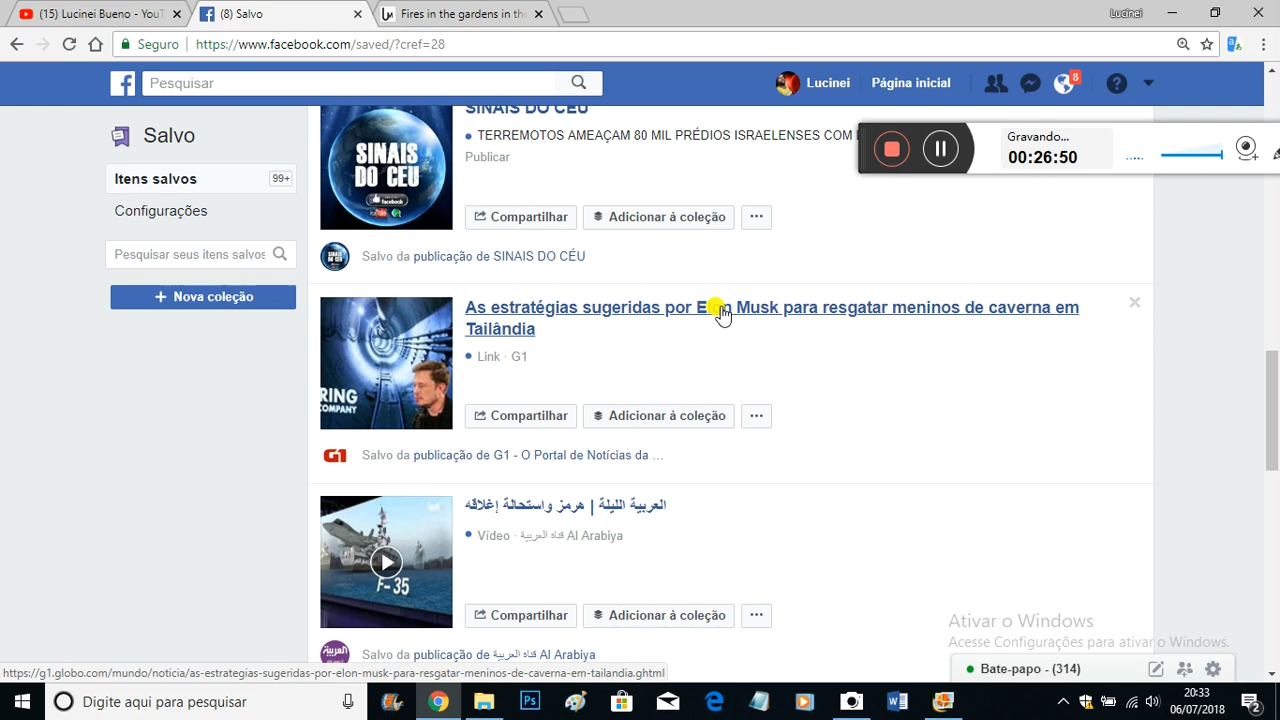 (15) Lucinei Bueno - YouT
(8) Salvo
Fires in the gardens in the
Lucinei
Seguro
https://www.facebook.com/saved/?cref=28
Pesquisar
Lucinei
Página inicial
8
Salvo
Itens salvos 99+
Configurações
Pesquisar seus itens salvos
+ Nova coleção
SINAIS DO CÉU
TERREMOTOS AMEAÇAM 80 MIL PRÉDIOS ISRAELENSES COM
Publicar
SINAIS
DO CEU
facebook
Compartilhar
Adicionar à coleção
Salvo da publicação de SINAIS DO CÉU
Gravando...
00:26:50
As estratégias sugeridas por Elon Musk para resgatar meninos de caverna em
Tailândia
Link · G1
RING
COMPANY
Compartilhar
Adicionar à coleção
G1
Salvo da publicação de G1 - O Portal de Notícias da ...
العربية الليلة | هرمز واستحالة إغلاقه
Vídeo · قناة العربية Al Arabiya
F-35
Compartilhar
Adicionar à coleção
العربية
Salvo da publicação de قناة العربية Al Arabiya
Ativar o Windows
Acesse Configurações para ativar o Windows.
Bate-papo - (314)
https://g1.globo.com/mundo/noticia/as-estrategias-sugeridas-por-elon-musk-para-resgatar-meninos-de-caverna-em-tailandia.ghtml
Digite aqui para pesquisar
20:33
06/07/2018
2